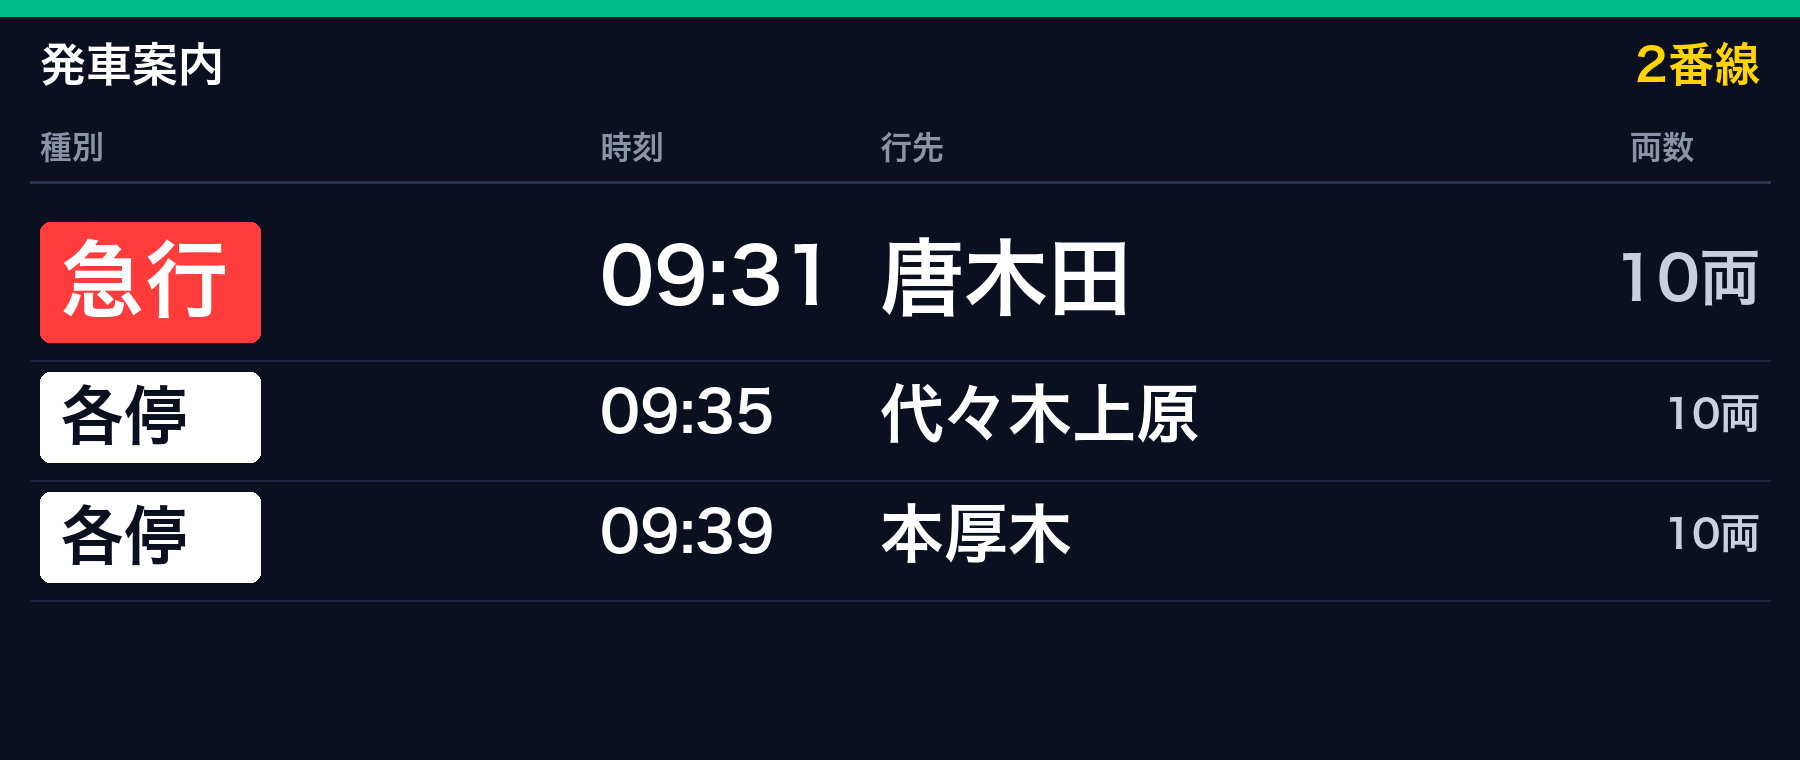 発車案内 2番線
種別 時刻 行先 両数
急行 09:31 唐木田 10両
各停 09:35 代々木上原 10両
各停 09:39 本厚木 10両